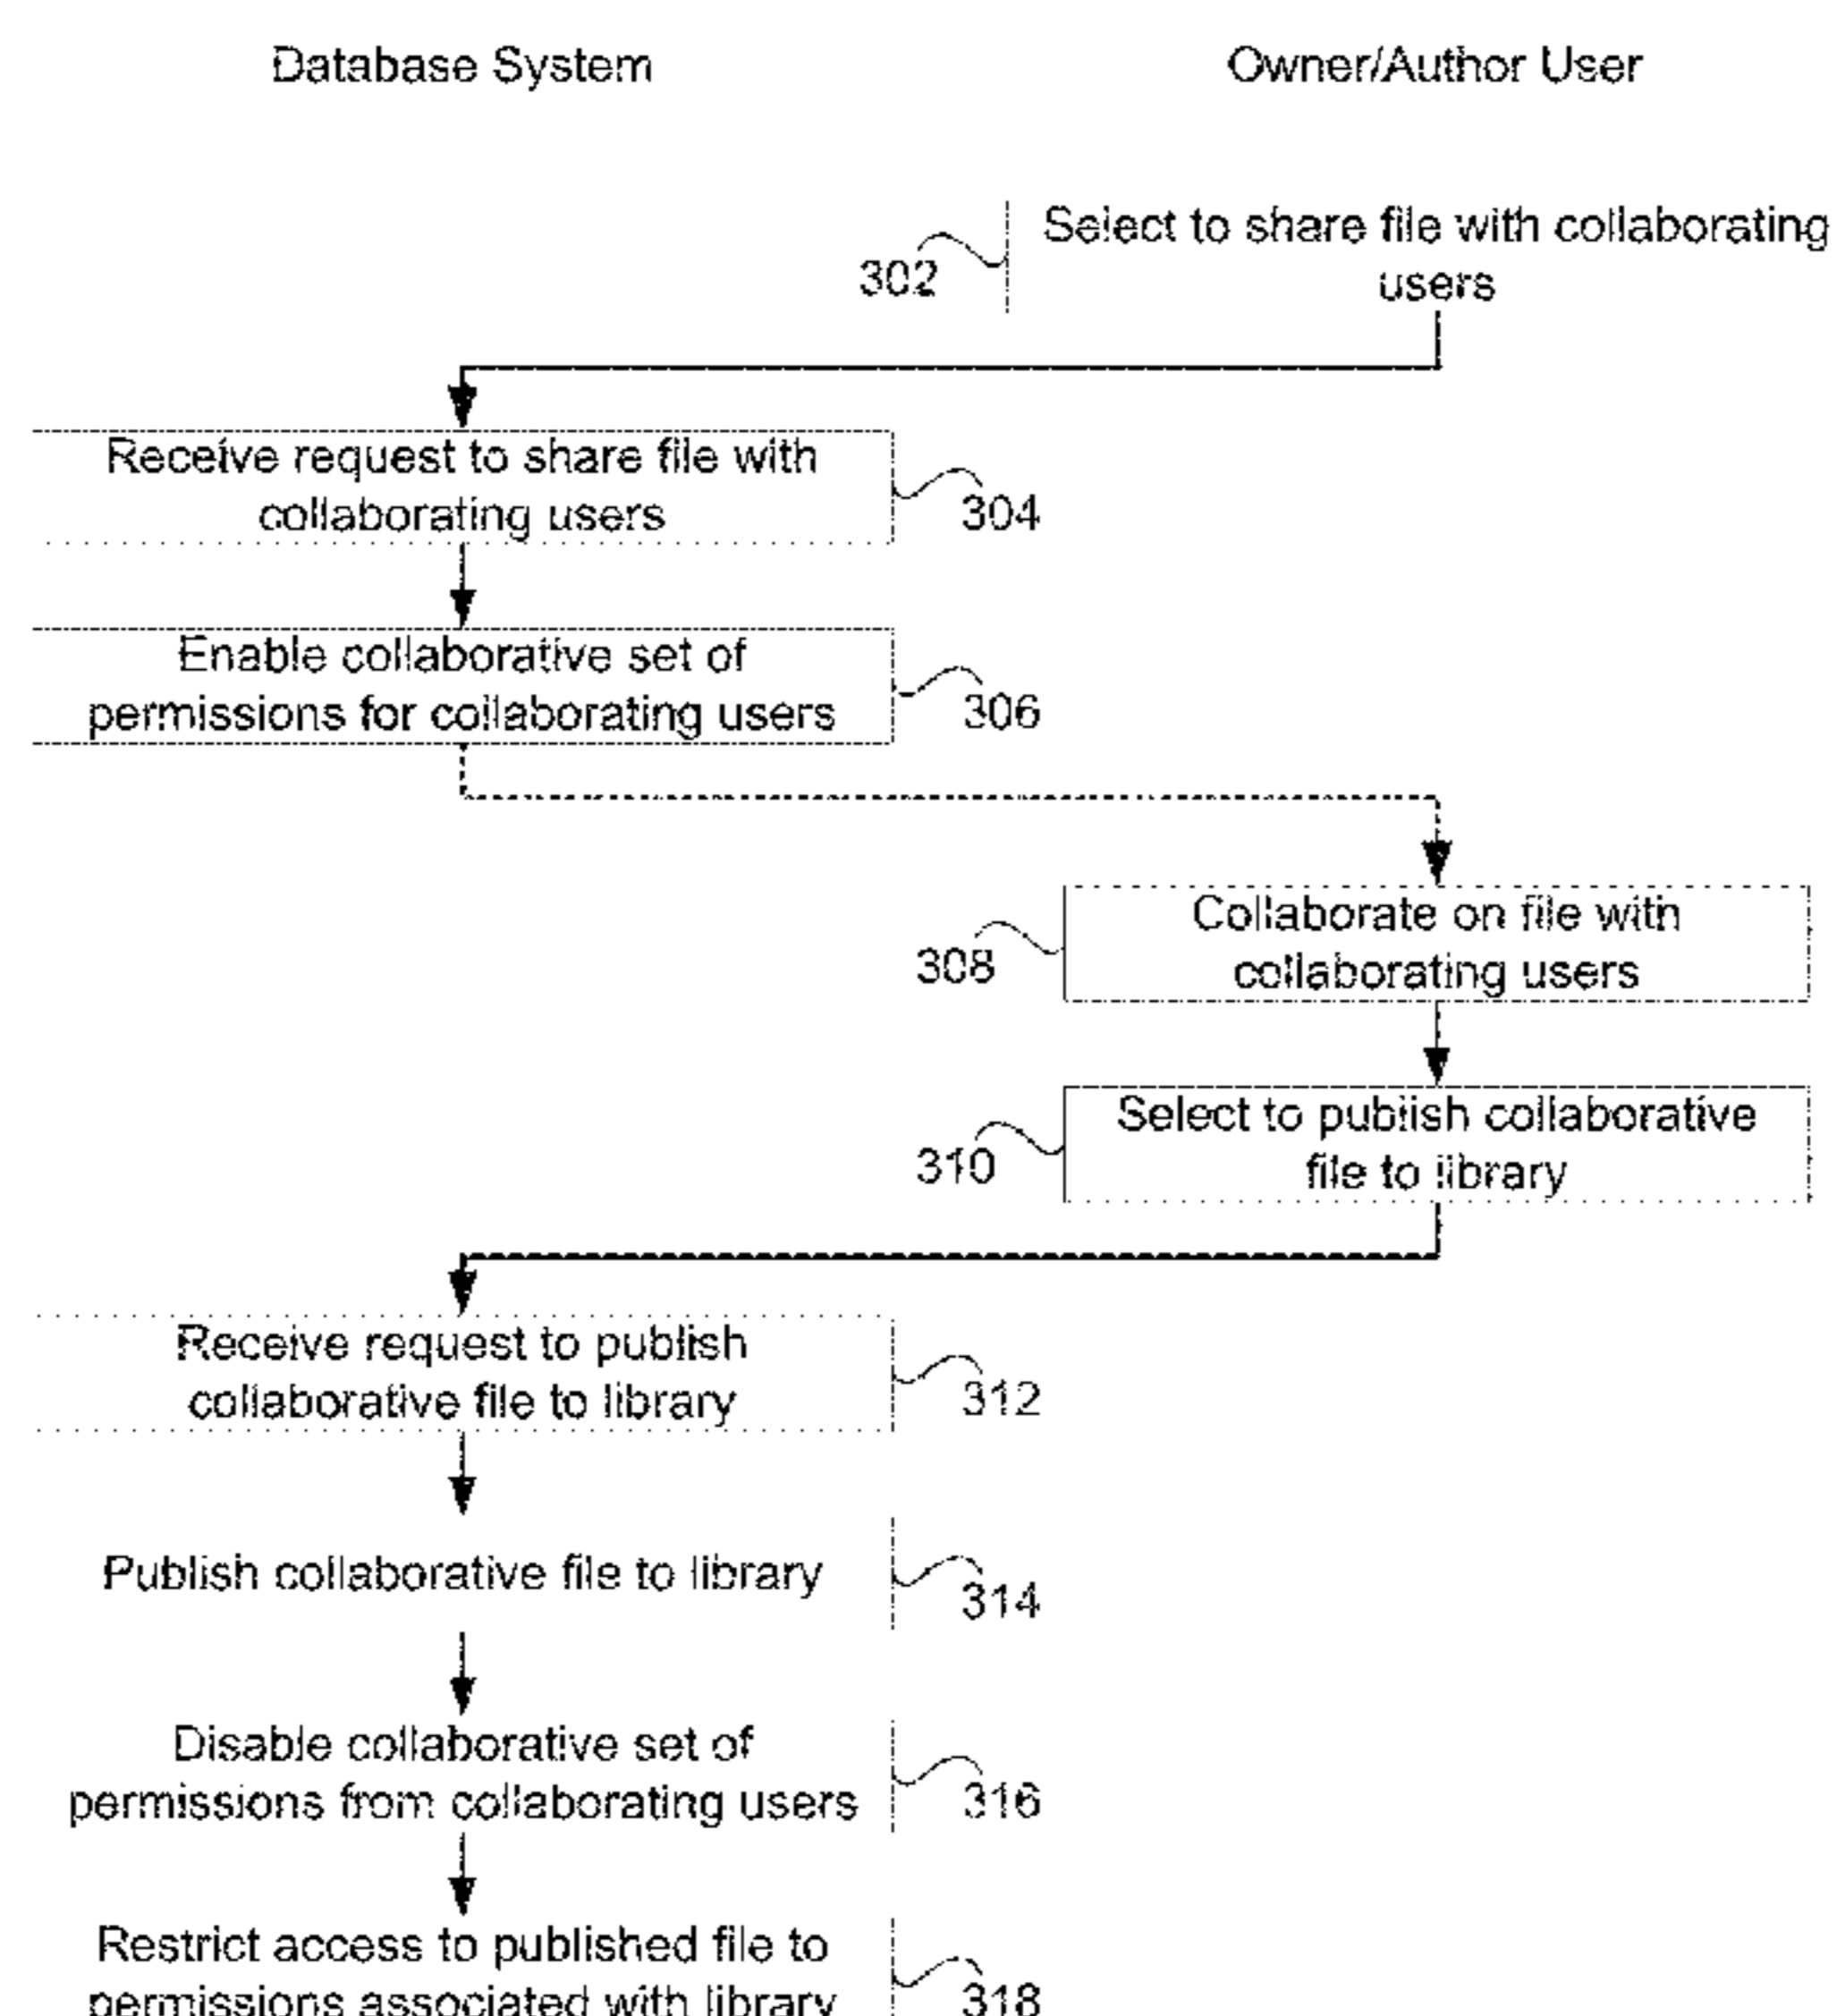 Database System
Owner/Author User
Select to share file with collaborating
users
302
Receive request to share file with
collaborating users
304
Enable collaborative set of
permissions for collaborating users
306
Collaborate on file with
collaborating users
308
Select to publish collaborative
file to library
310
Receive request to publish
collaborative file to library
312
Publish collaborative file to library
314
Disable collaborative set of
permissions from collaborating users
316
Restrict access to published file to
permissions associated with library
318